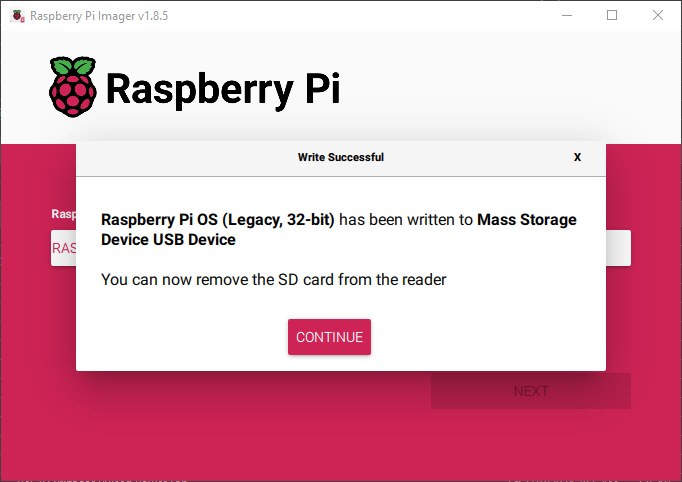 Raspberry Pi Imager v1.8.5
Raspberry Pi
Write Successful
X
Rasp
RAS
Raspberry Pi OS (Legacy, 32-bit) has been written to Mass Storage
Device USB Device
You can now remove the SD card from the reader
CONTINUE
NEXT